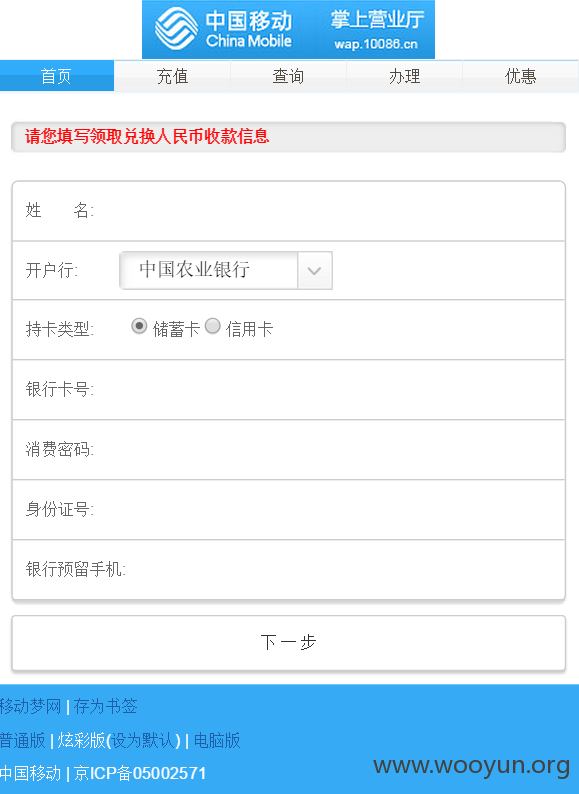 中国移动 掌上营业厅
China Mobile wap.10086.cn
首页 充值 查询 办理 优惠
请您填写领取兑换人民币收款信息
姓 名:
开户行: 中国农业银行
持卡类型: 储蓄卡 信用卡
银行卡号:
消费密码:
身份证号:
银行预留手机:
下一步
移动梦网 | 存为书签
普通版 | 炫彩版(设为默认) | 电脑版
中国移动 | 京ICP备05002571
www.wooyun.org